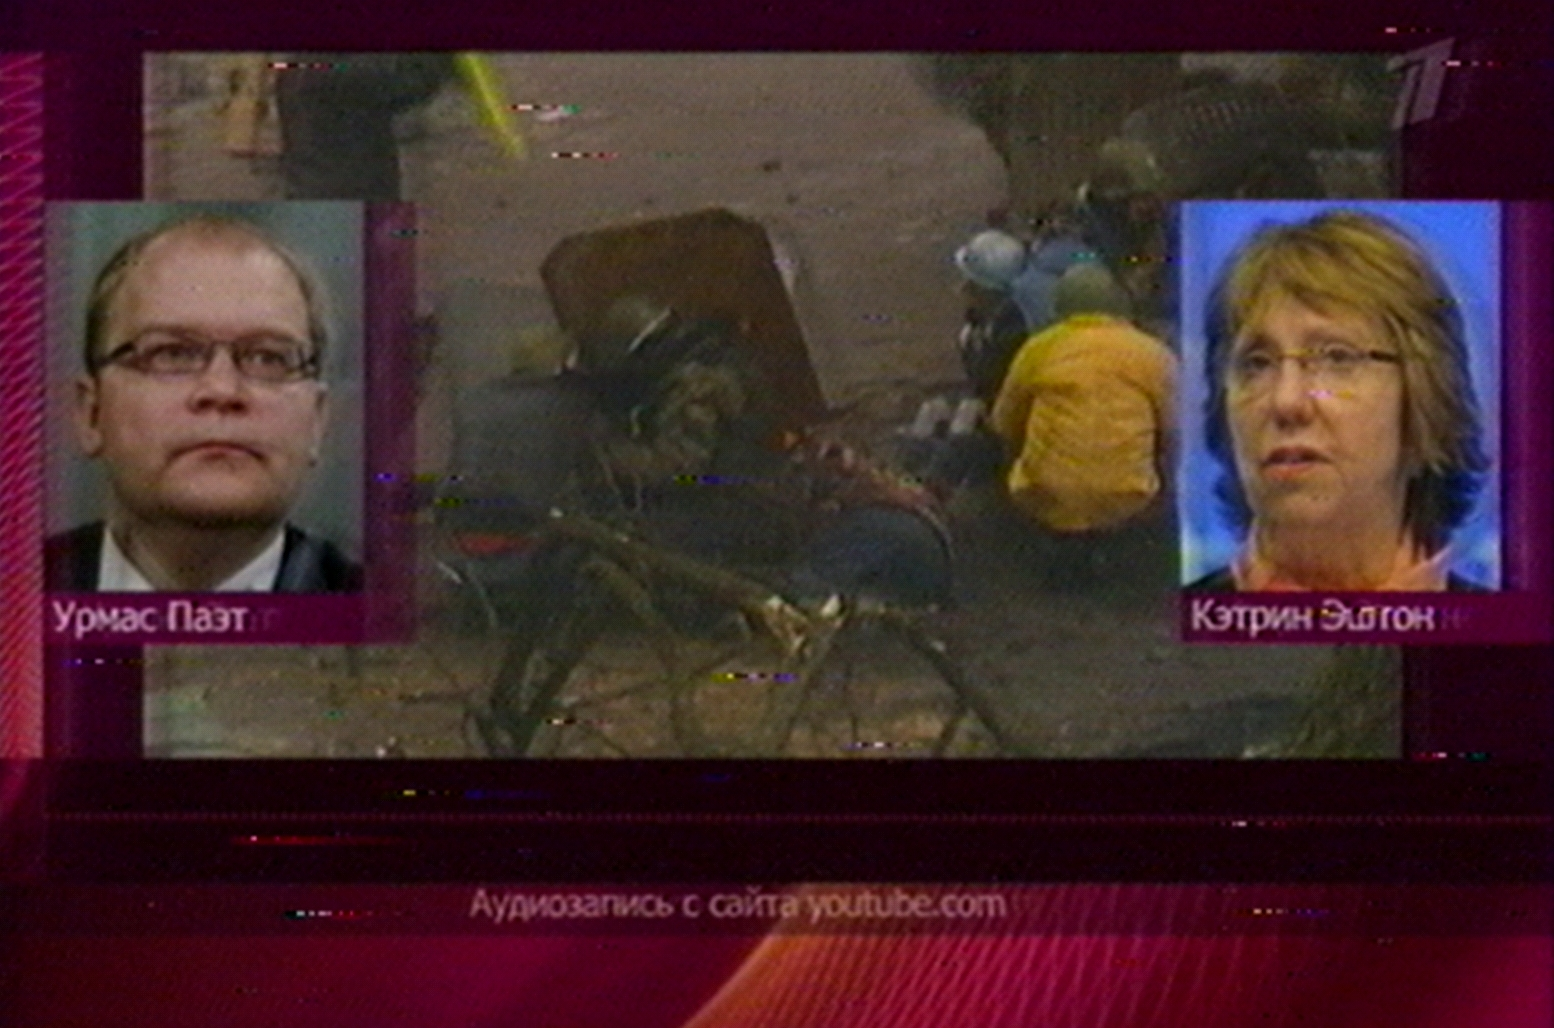 Урмас Паэт
Кэтрин Эштон
Аудиозапись с сайта youtube.com